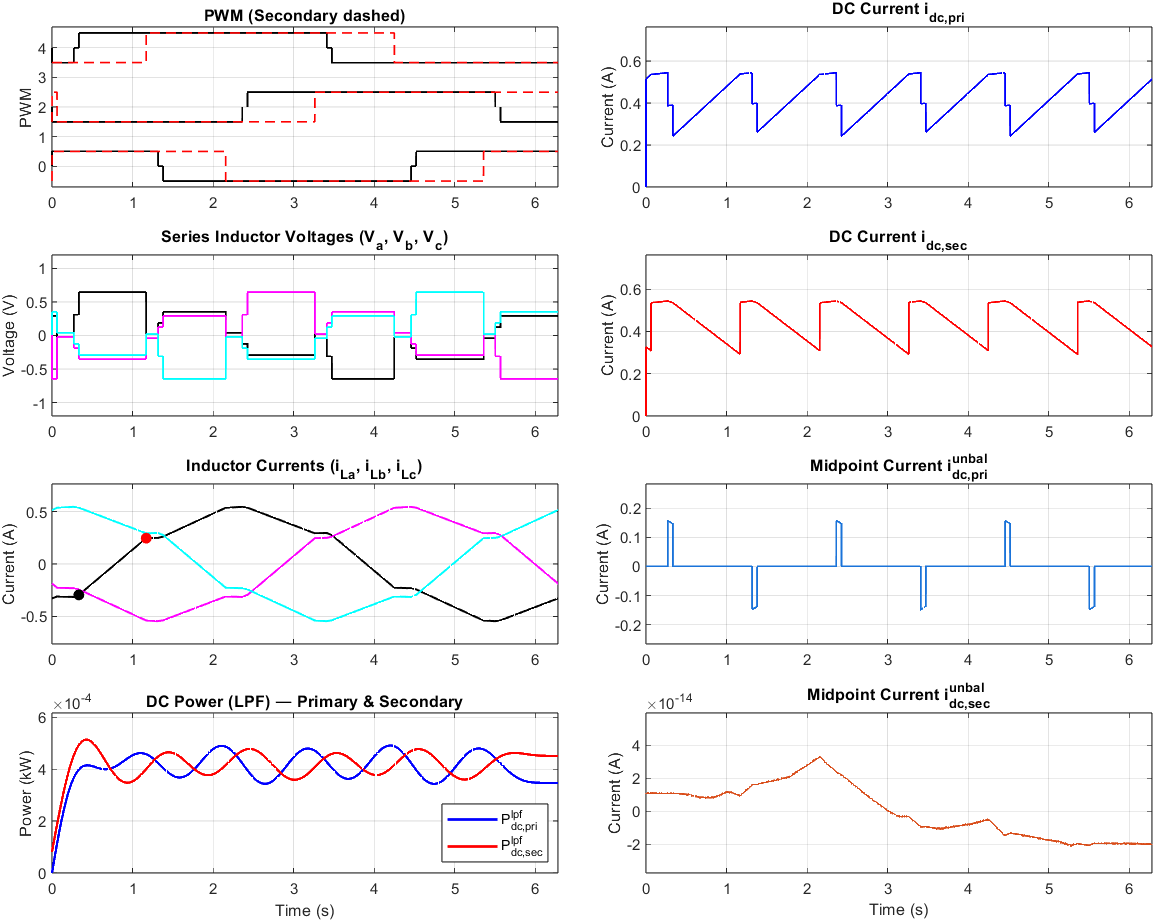 PWM (Secondary dashed)
PWM
4
3
2
1
0
0 1 2 3 4 5 6
DC Current i_dc,pri
Current (A)
0.6
0.4
0.2
0
0 1 2 3 4 5 6
Series Inductor Voltages (V_a, V_b, V_c)
Voltage (V)
1
0.5
0
-0.5
-1
0 1 2 3 4 5 6
DC Current i_dc,sec
Current (A)
0.6
0.4
0.2
0
0 1 2 3 4 5 6
Inductor Currents (i_La, i_Lb, i_Lc)
Current (A)
0.5
0
-0.5
0 1 2 3 4 5 6
Midpoint Current i_dc,pri^unbal
Current (A)
0.2
0.1
0
-0.1
-0.2
0 1 2 3 4 5 6
DC Power (LPF) — Primary & Secondary
×10^-4
Power (kW)
6
4
2
0
P_dc,pri^lpf
P_dc,sec^lpf
0 1 2 3 4 5 6
Time (s)
Midpoint Current i_dc,sec^unbal
×10^-14
Current (A)
4
2
0
-2
0 1 2 3 4 5 6
Time (s)